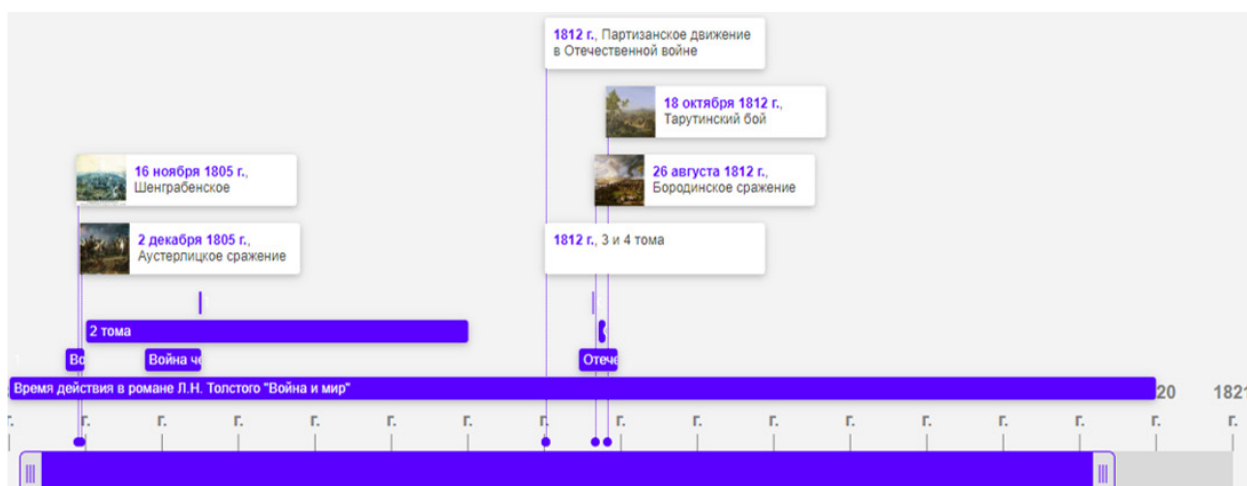 1812 г., Партизанское движение
в Отечественной войне
18 октября 1812 г.,
Тарутинский бой
16 ноября 1805 г.,
Шенграбенское
26 августа 1812 г.,
Бородинское сражение
2 декабря 1805 г.,
Аустерлицкое сражение
1812 г., 3 и 4 тома
2 тома
Во
Война че
Отече
Время действия в романе Л.Н. Толстого "Война и мир"
20 1821
г. г. г. г. г. г. г. г. г. г. г. г. г. г. г. г. г.